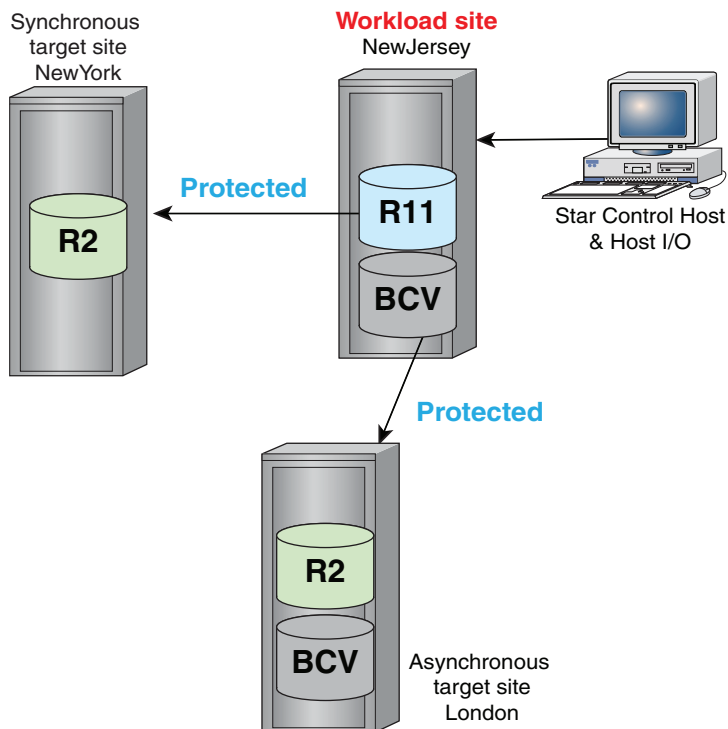 Synchronous
target site
NewYork
Workload site
NewJersey
Protected
R2
R11
BCV
Star Control Host
& Host I/O
Protected
R2
BCV
Asynchronous
target site
London